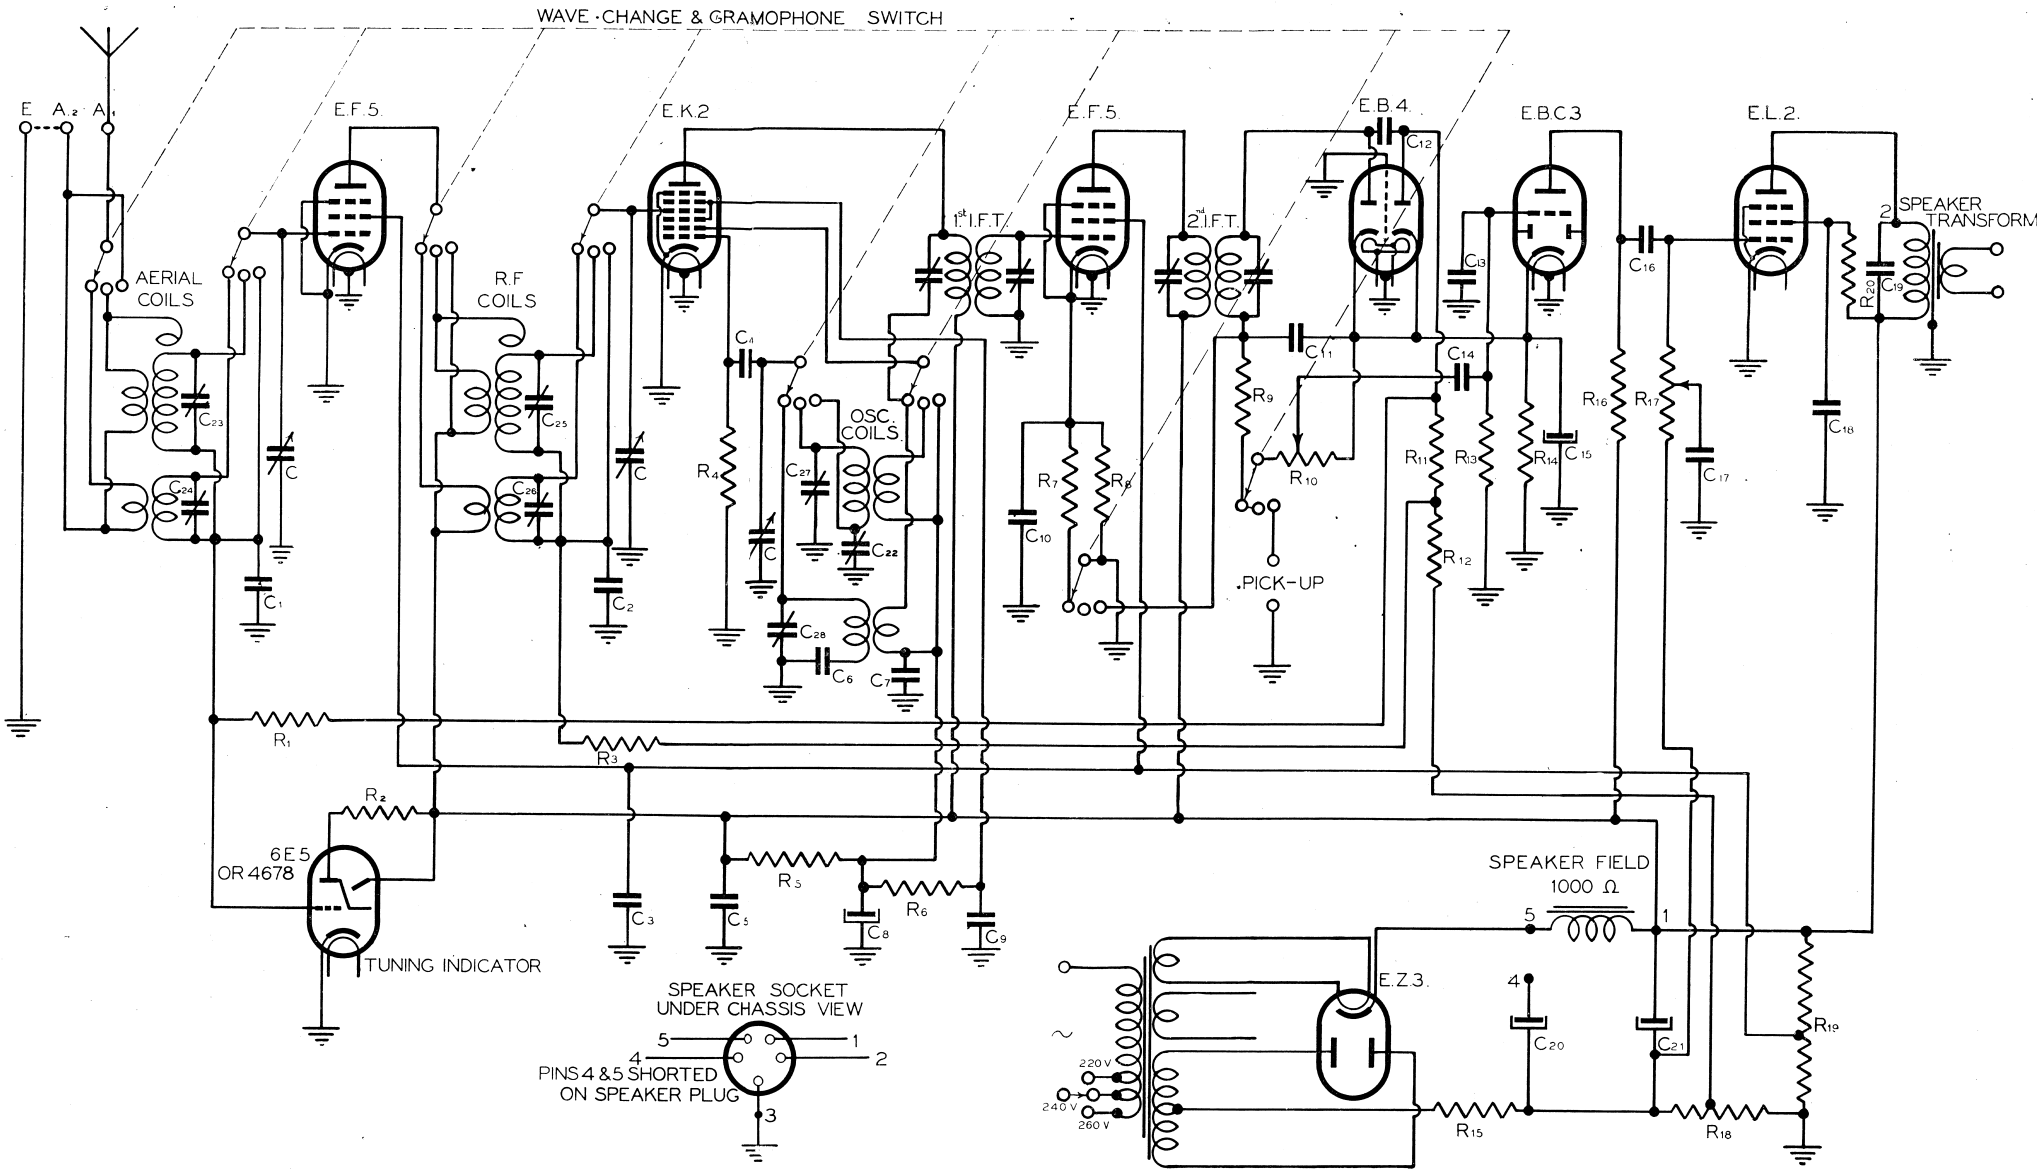 WAVE-CHANGE & GRAMOPHONE SWITCH
E A.2 A.1
E.F.5.
E.K.2
E.F.5.
E.B.4.
E.B.C.3
E.L.2.
C12
1st I.F.T.
2nd I.F.T.
SPEAKER
TRANSFORM
2
AERIAL
COILS
R.F
COILS
C13
C16
R20
C19
C4
C11
C14
OSC.
COILS.
C23
C25
R9
R16
R17
C18
C24
C26
R4
C
C
C
C27
C22
R7
R8
R10
R11
R13
R14
C15
C17
C10
R12
C1
C2
PICK-UP
C28
C6
C7
R1
R3
R2
6E5
OR 4678
TUNING INDICATOR
R5
R6
C3
C5
C8
C9
SPEAKER FIELD
1000 Ω
5
1
E.Z.3.
4
SPEAKER SOCKET
UNDER CHASSIS VIEW
5
1
4
2
PINS 4 & 5 SHORTED
ON SPEAKER PLUG
3
~
220 V
240 V
260 V
C20
C21
R19
R15
R18